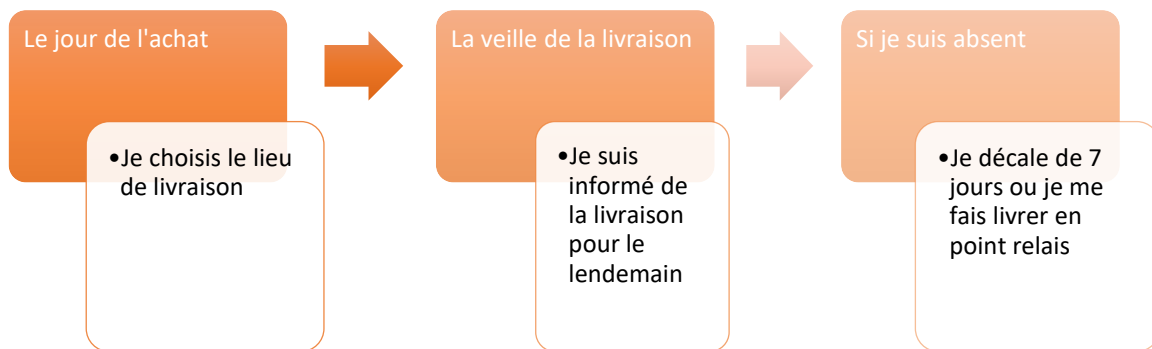 Le jour de l'achat
•Je choisis le lieu
de livraison
La veille de la livraison
•Je suis
informé de
la livraison
pour le
lendemain
Si je suis absent
•Je décale de 7
jours ou je me
fais livrer en
point relais